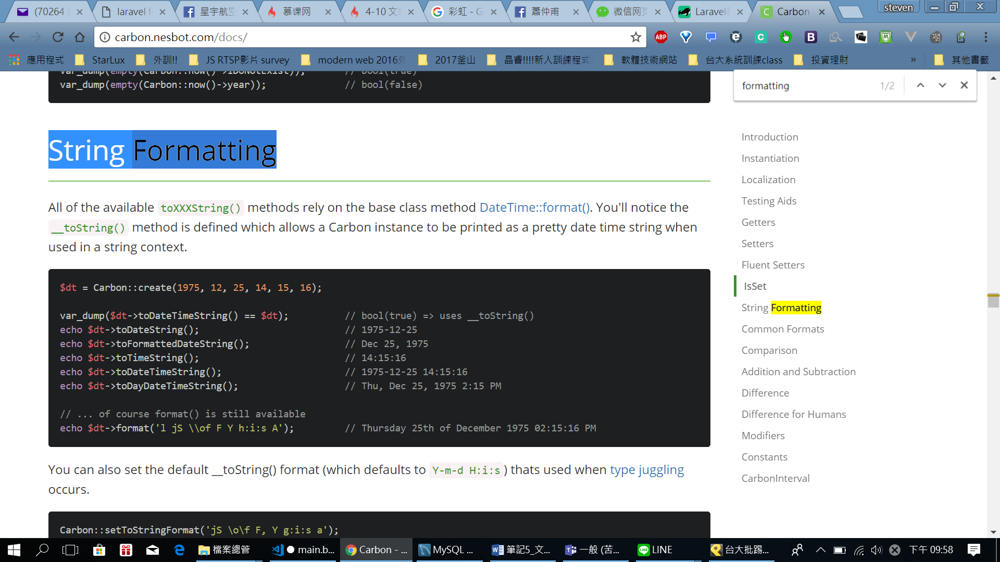 (70264
laravel f
星宇航空
慕课网
4-10 文章
彩虹 - G
蕭仲甫
微信网页
Laravel
Carbon
steven
carbon.nesbot.com/docs/
ABP
應用程式
StarLux
外訓!!
JS RTSP影片 survey
modern web 2016外
2017釜山
晶睿!!!!新人訓練程式
軟體技術網站
台大系統訓練class
投資理財
»
其他書籤
var_dump(empty(Carbon::now()->iDoNotExist)); // bool(true)
var_dump(empty(Carbon::now()->year)); // bool(false)
formatting 1/2
String Formatting
All of the available toXXXString() methods rely on the base class method DateTime::format(). You'll notice the
__toString() method is defined which allows a Carbon instance to be printed as a pretty date time string when
used in a string context.
$dt = Carbon::create(1975, 12, 25, 14, 15, 16);
var_dump($dt->toDateTimeString() == $dt); // bool(true) => uses __toString()
echo $dt->toDateString(); // 1975-12-25
echo $dt->toFormattedDateString(); // Dec 25, 1975
echo $dt->toTimeString(); // 14:15:16
echo $dt->toDateTimeString(); // 1975-12-25 14:15:16
echo $dt->toDayDateTimeString(); // Thu, Dec 25, 1975 2:15 PM
// ... of course format() is still available
echo $dt->format('l jS \\of F Y h:i:s A'); // Thursday 25th of December 1975 02:15:16 PM
You can also set the default __toString() format (which defaults to Y-m-d H:i:s) thats used when type juggling
occurs.
Carbon::setToStringFormat('jS \o\f F, Y g:i:s a');
Introduction
Instantiation
Localization
Testing Aids
Getters
Setters
Fluent Setters
IsSet
String Formatting
Common Formats
Comparison
Addition and Subtraction
Difference
Difference for Humans
Modifiers
Constants
CarbonInterval
檔案總管
● main.b...
Carbon - ...
MySQL ...
筆記5_文...
一般 (苦...
LINE
台大批踢...
下午 09:58